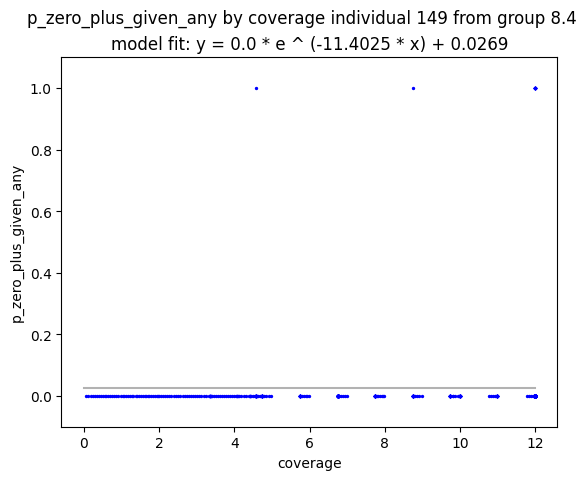 p_zero_plus_given_any by coverage individual 149 from group 8.4
model fit: y = 0.0 * e ^ (-11.4025 * x) + 0.0269
p_zero_plus_given_any
1.0
0.8
0.6
0.4
0.2
0.0
0 2 4 6 8 10 12
coverage